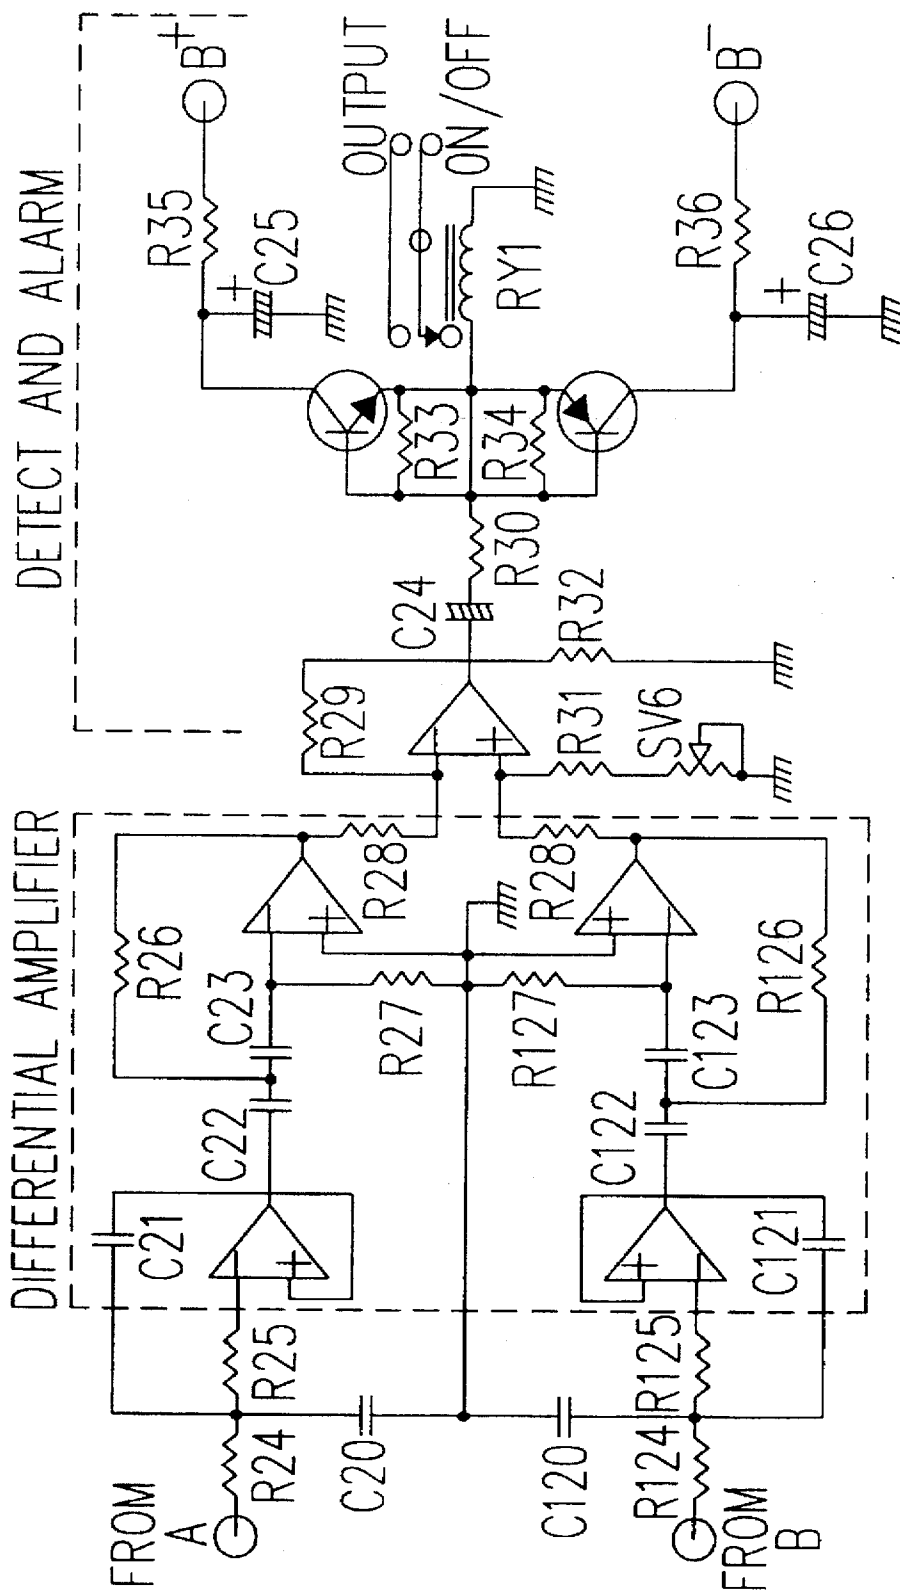 DIFFERENTIAL AMPLIFIER
DETECT AND ALARM
FROM
A
R24
R25
C21
C20
C22
C23
R26
R27
R28
R29
C24
R30
R31
SV6
R32
R33
R34
R35
+
C25
B+
OUTPUT
ON/OFF
RY1
R36
+
C26
B-
FROM
B
R124
R125
C120
C121
C122
C123
R126
R127
R28